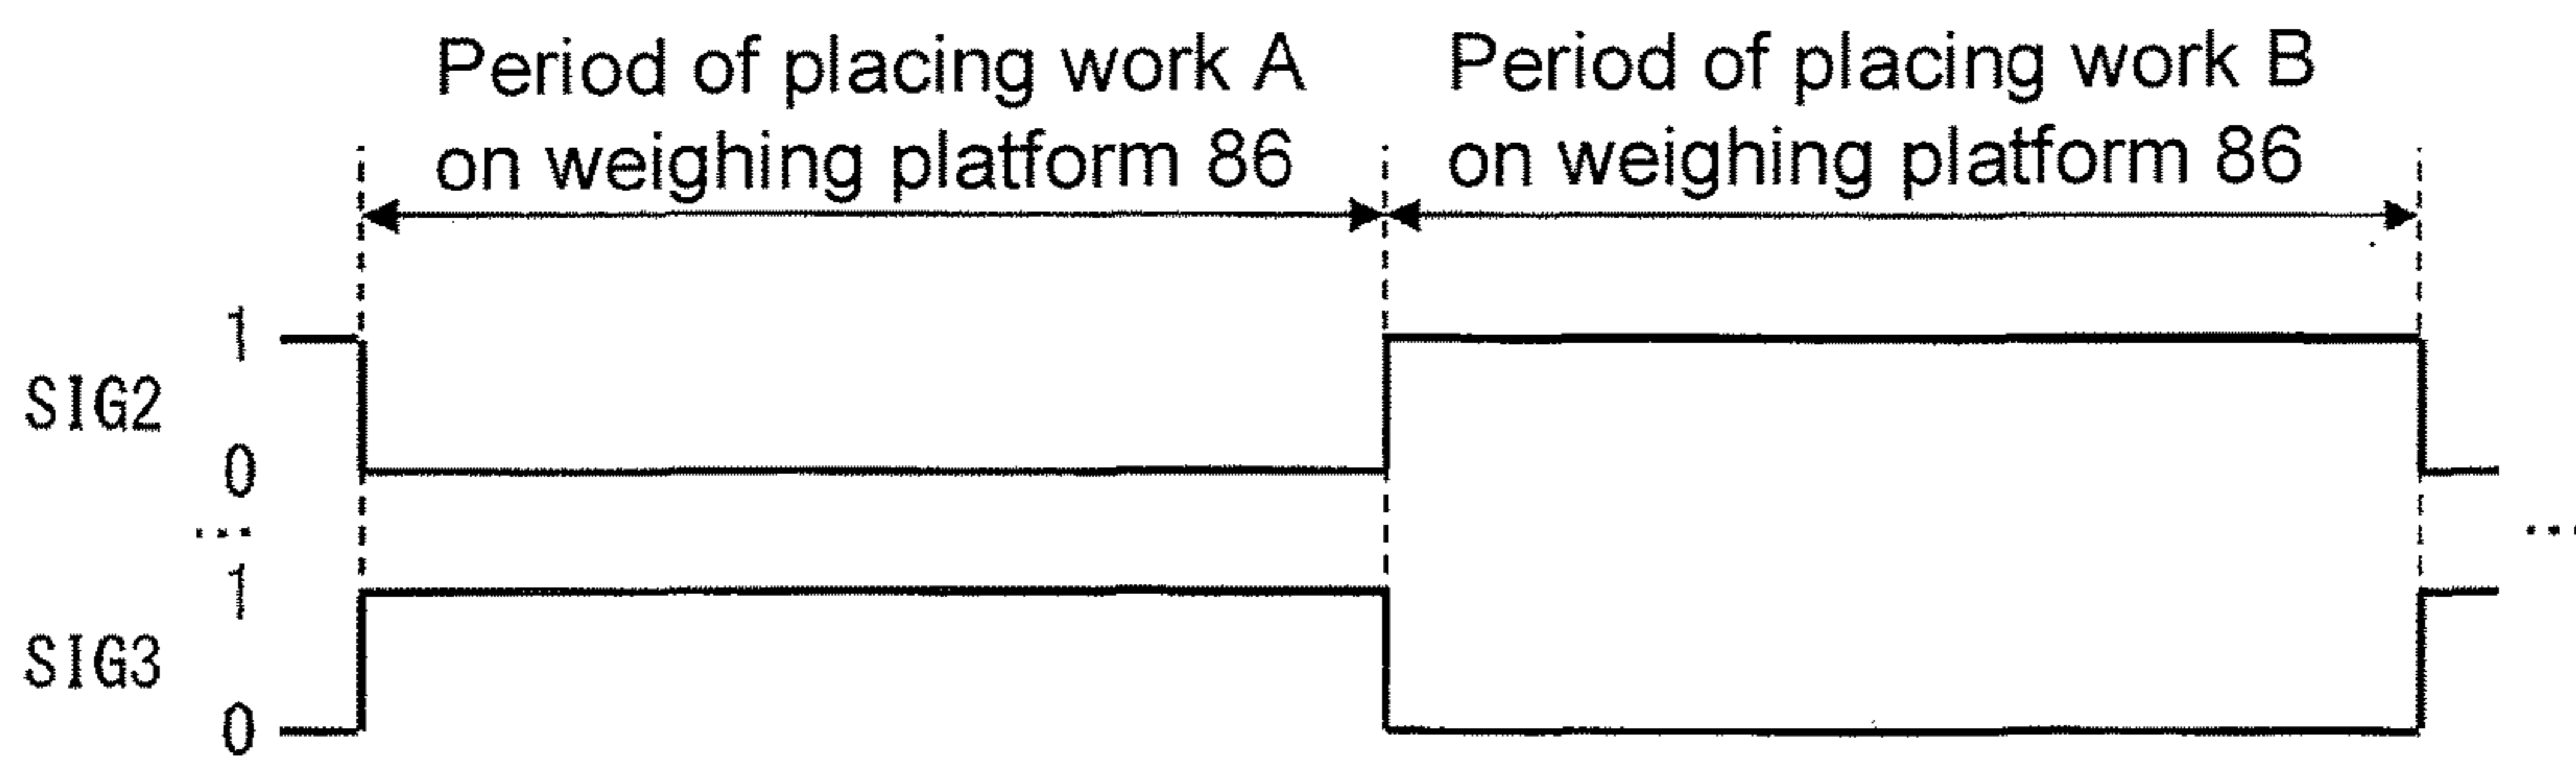 Period of placing work A
on weighing platform 86
Period of placing work B
on weighing platform 86
1
SIG2
0
...
...
1
SIG3
0